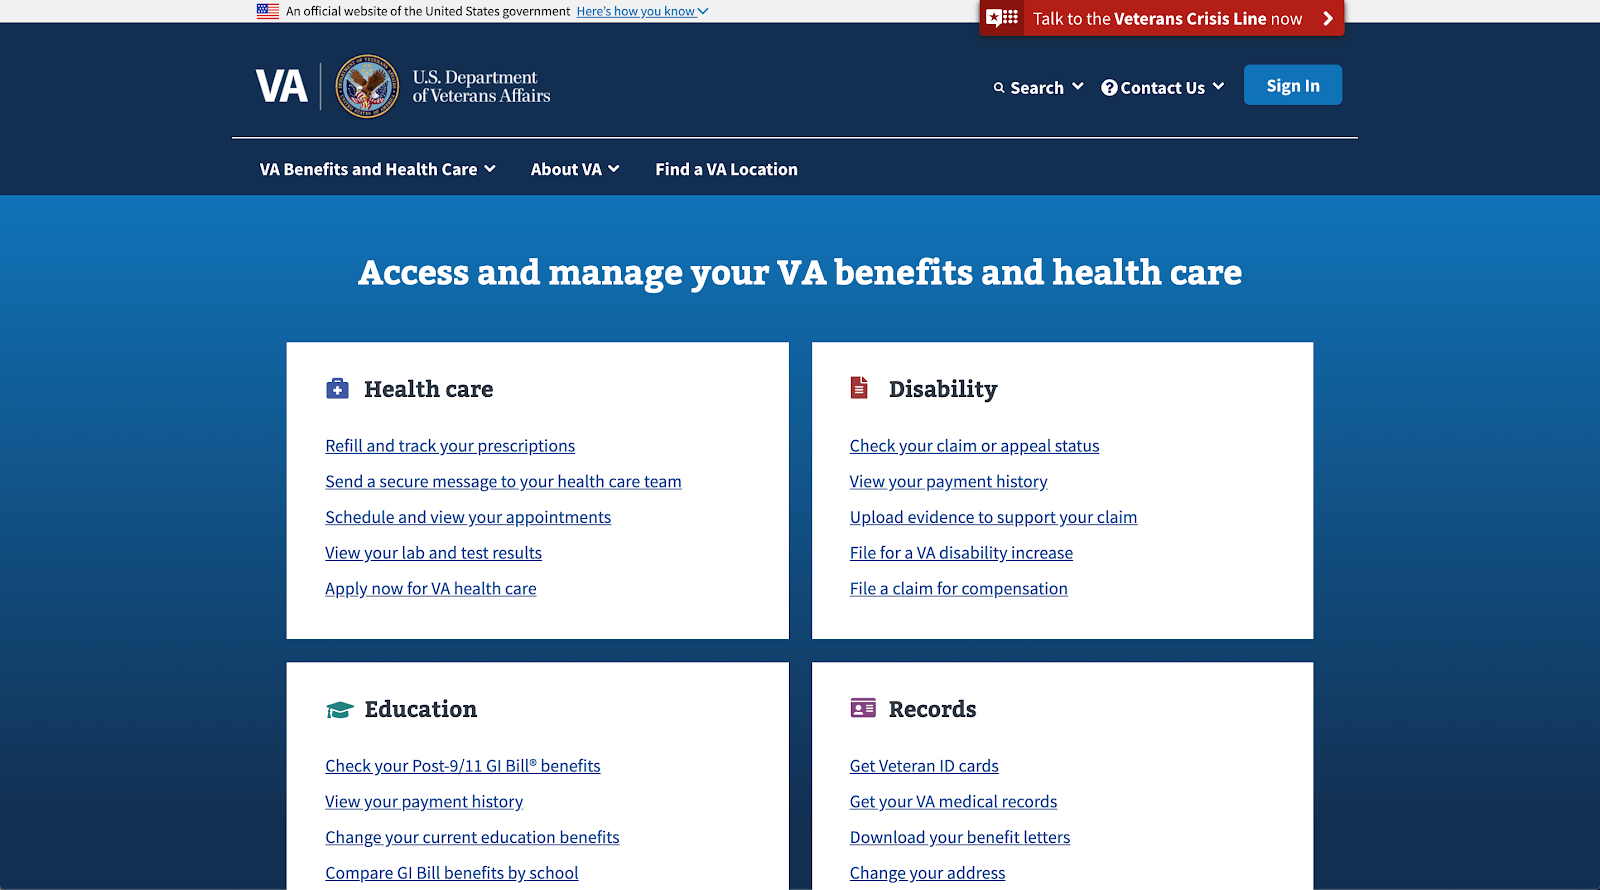 An official website of the United States government Here's how you know
Talk to the Veterans Crisis Line now
VA
U.S. Department
of Veterans Affairs
Search
Contact Us
Sign In
VA Benefits and Health Care
About VA
Find a VA Location
Access and manage your VA benefits and health care
Health care
Refill and track your prescriptions
Send a secure message to your health care team
Schedule and view your appointments
View your lab and test results
Apply now for VA health care
Disability
Check your claim or appeal status
View your payment history
Upload evidence to support your claim
File for a VA disability increase
File a claim for compensation
Education
Check your Post-9/11 GI Bill® benefits
View your payment history
Change your current education benefits
Compare GI Bill benefits by school
Records
Get Veteran ID cards
Get your VA medical records
Download your benefit letters
Change your address